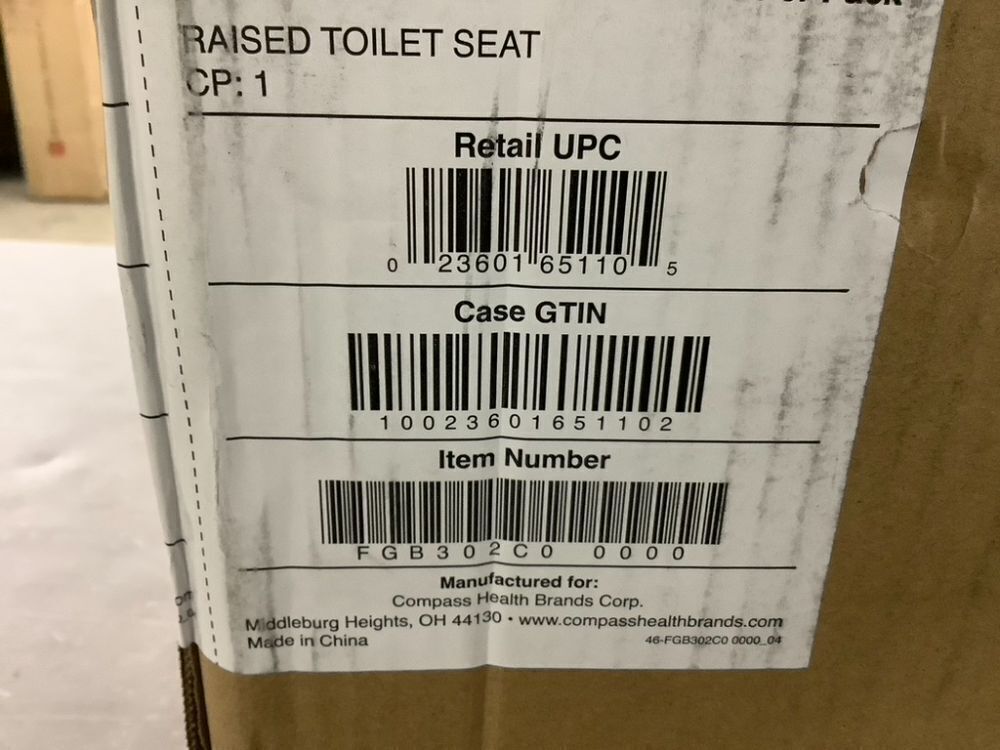 Pack
RAISED TOILET SEAT
CP: 1
Retail UPC
0 23601 65110 5
Case GTIN
10023601651102
Item Number
FGB302C0 0000
Manufactured for:
Compass Health Brands Corp.
Middleburg Heights, OH 44130 • www.compasshealthbrands.com
Made in China
46-FGB302C0 0000_04